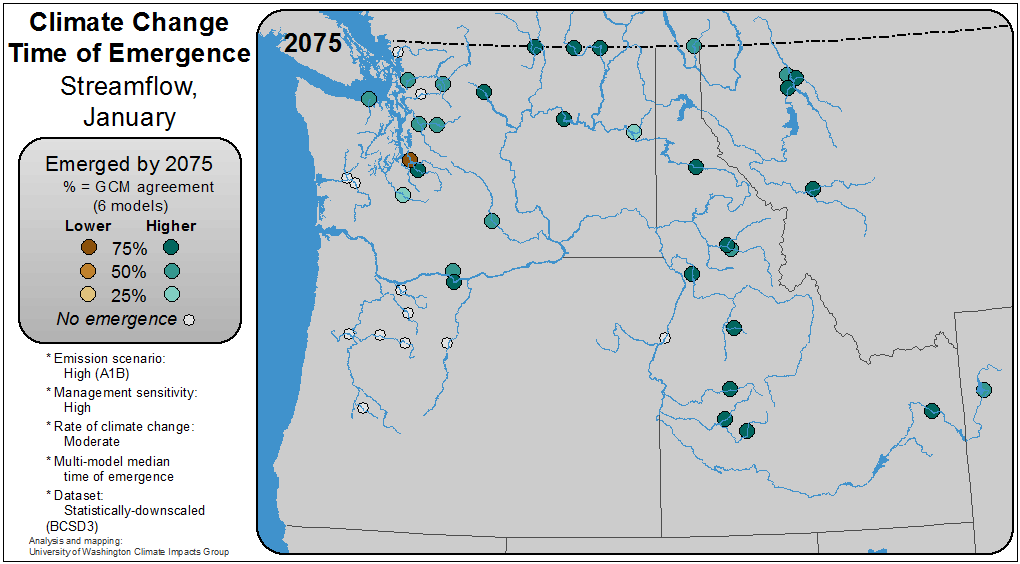 Climate Change
Time of Emergence
Streamflow,
January
Emerged by 2075
% = GCM agreement
(6 models)
Lower Higher
75%
50%
25%
No emergence
* Emission scenario:
High (A1B)
* Management sensitivity:
High
* Rate of climate change:
Moderate
* Multi-model median
time of emergence
* Dataset:
Statistically-downscaled
(BCSD3)
Analysis and mapping:
University of Washington Climate Impacts Group
2075